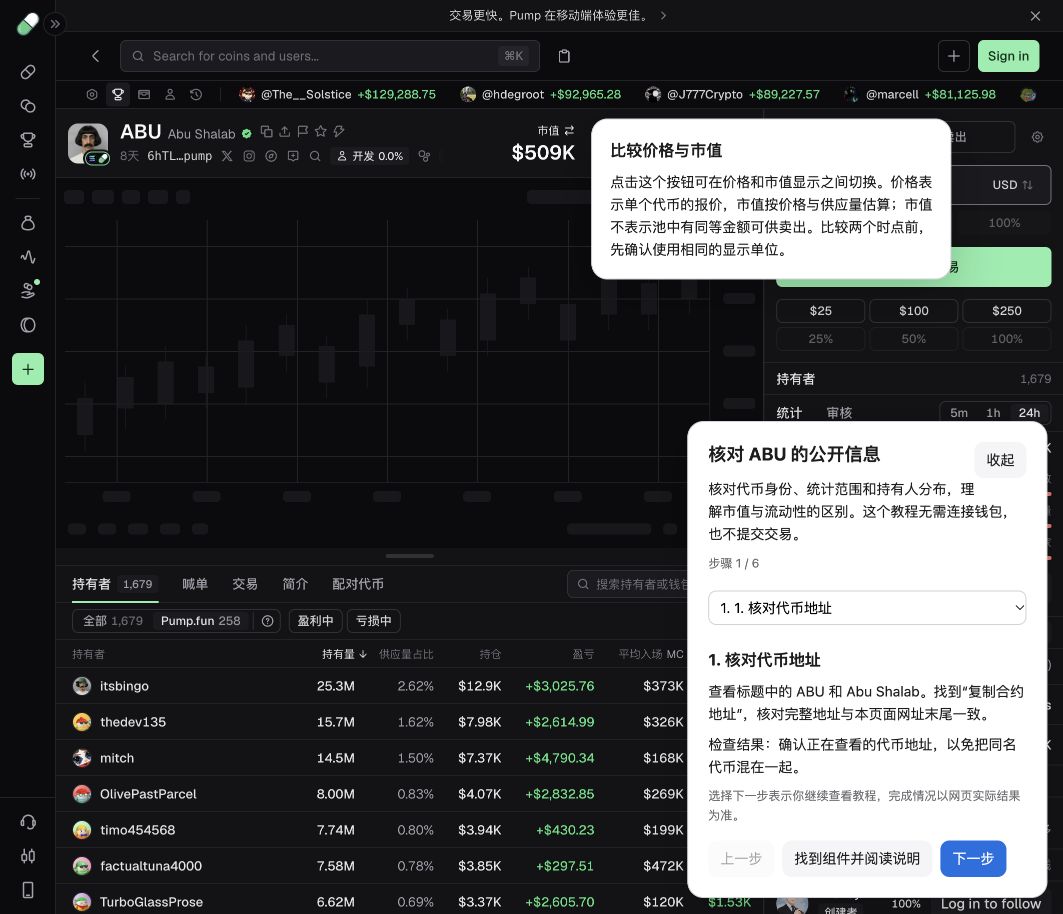 交易更快。Pump 在移动端体验更佳。
Search for coins and users...
⌘K
Sign in
@The__Solstice +$129,288.75
@hdegroot +$92,965.28
@J777Crypto +$89,227.57
@marcell +$81,125.98
ABU Abu Shalab
8天 6hTL…pump
开发 0.0%
市值
$509K
比较价格与市值
点击这个按钮可在价格和市值显示之间切换。价格表
示单个代币的报价，市值按价格与供应量估算；市值
不表示池中有同等金额可供卖出。比较两个时点前，
先确认使用相同的显示单位。
出
USD
100%
易
$25 $100 $250
25% 50% 100%
持有者 1,679
统计 审核 5m 1h 24h
核对 ABU 的公开信息
收起
核对代币身份、统计范围和持有人分布，理
解市值与流动性的区别。这个教程无需连接钱包，
也不提交交易。
步骤 1 / 6
1. 1. 核对代币地址
1. 核对代币地址
查看标题中的 ABU 和 Abu Shalab。找到“复制合约
地址”，核对完整地址与本页面网址末尾一致。
检查结果：确认正在查看的代币地址，以免把同名
代币混在一起。
选择下一步表示你继续查看教程，完成情况以网页实际结果
为准。
上一步 找到组件并阅读说明 下一步
持有者 1,679 喊单 交易 简介 配对代币
搜索持有者或钱包
全部 1,679 Pump.fun 258 盈利中 亏损中
持有者 持有量 供应量占比 持仓 盈亏 平均入场 MC
itsbingo 25.3M 2.62% $12.9K +$3,025.76 $373K
thedev135 15.7M 1.62% $7.98K +$2,614.99 $326K
mitch 14.5M 1.50% $7.37K +$4,790.34 $168K
OlivePastParcel 8.00M 0.83% $4.07K +$2,832.85 $269K
timo454568 7.74M 0.80% $3.94K +$430.23 $199K
factualtuna4000 7.58M 0.78% $3.85K +$297.51 $472K
TurboGlassProse 6.62M 0.69% $3.37K +$2,605.70 $120K $1.53K
创建者 100% Log in to follow